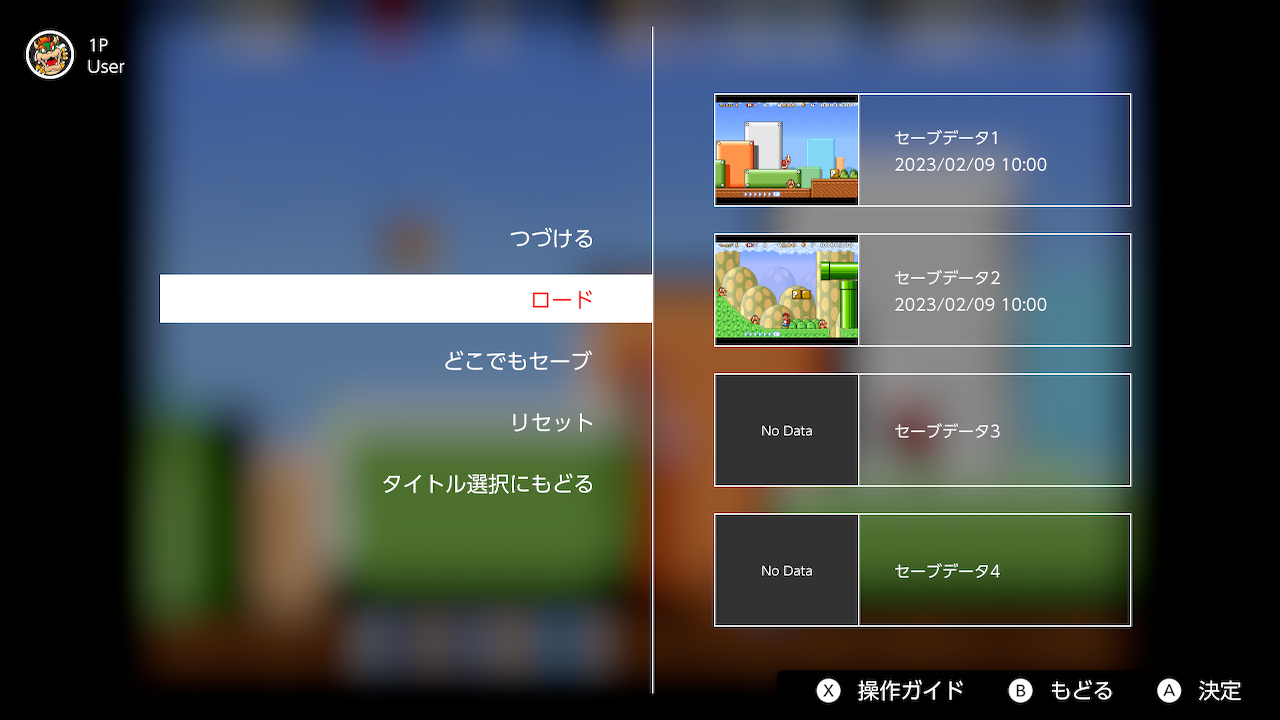 1P
User
つづける
ロード
どこでもセーブ
リセット
タイトル選択にもどる
セーブデータ1
2023/02/09 10:00
セーブデータ2
2023/02/09 10:00
No Data
セーブデータ3
No Data
セーブデータ4
X 操作ガイド B もどる A 決定